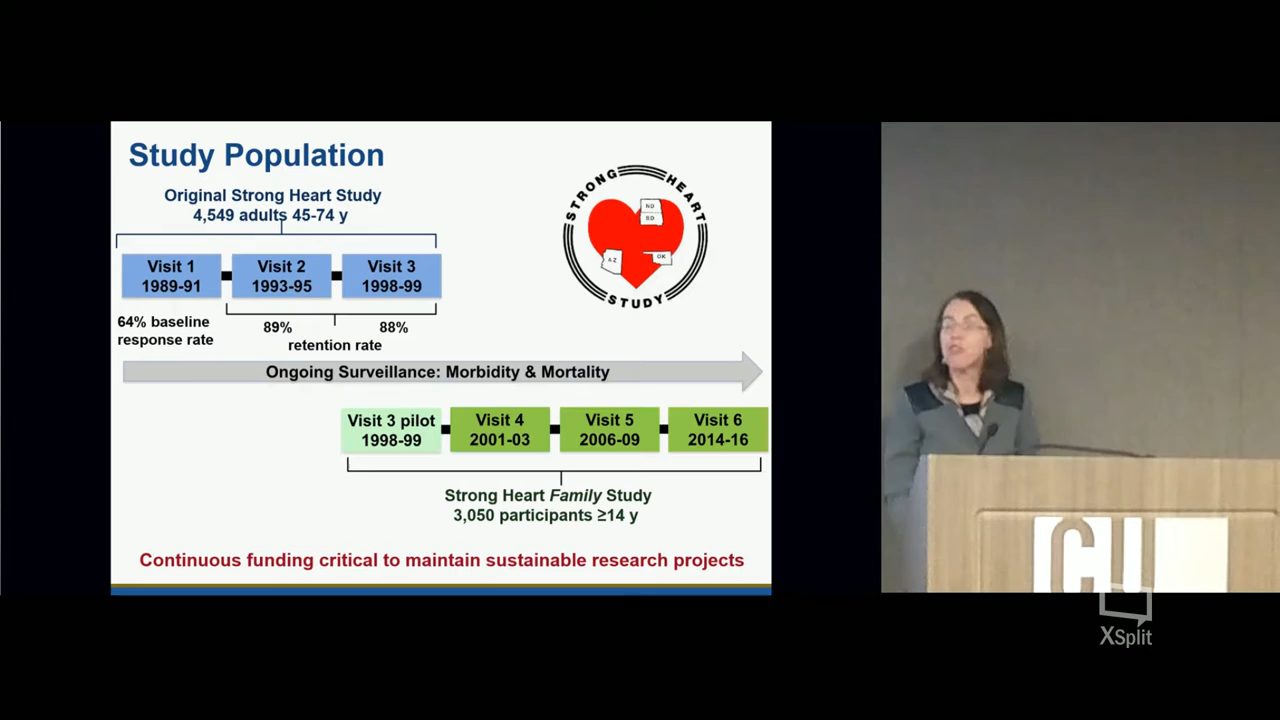 Study Population
Original Strong Heart Study
4,549 adults 45-74 y
Visit 1
1989-91
Visit 2
1993-95
Visit 3
1998-99
64% baseline
response rate
89%
88%
retention rate
Ongoing Surveillance: Morbidity & Mortality
Visit 3 pilot
1998-99
Visit 4
2001-03
Visit 5
2006-09
Visit 6
2014-16
Strong Heart Family Study
3,050 participants ≥14 y
Continuous funding critical to maintain sustainable research projects
STRONG HEART
STUDY
ND
SD
AZ
OK
CU
XSplit